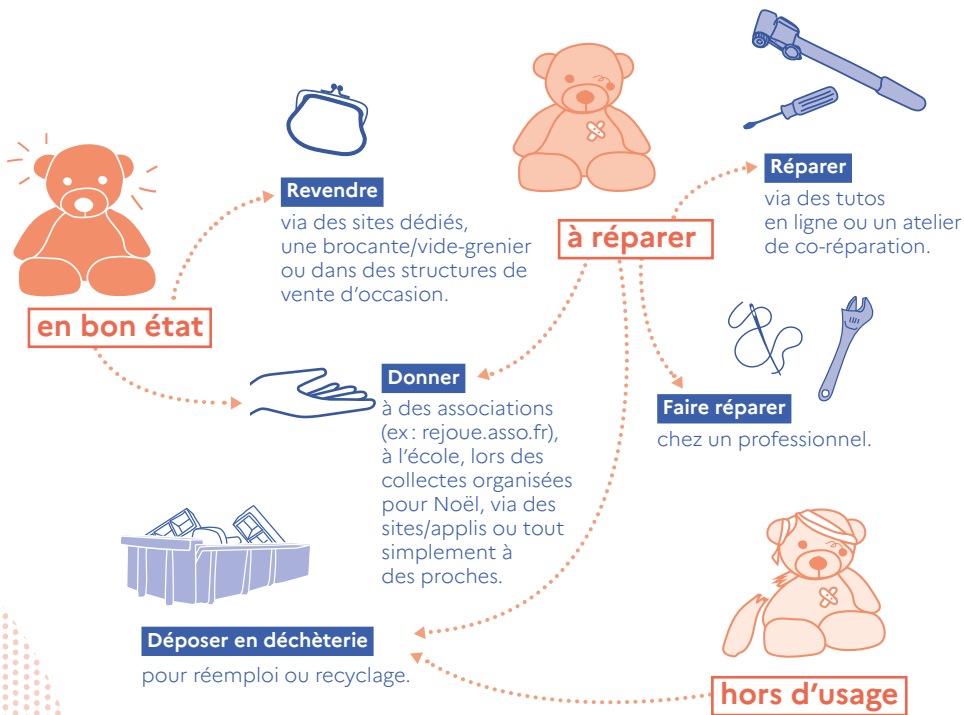 en bon état
Revendre
via des sites dédiés,
une brocante/vide-grenier
ou dans des structures de
vente d’occasion.
à réparer
Réparer
via des tutos
en ligne ou un atelier
de co-réparation.
Donner
à des associations
(ex : rejoue.asso.fr),
à l’école, lors des
collectes organisées
pour Noël, via des
sites/applis ou tout
simplement à
des proches.
Faire réparer
chez un professionnel.
Déposer en déchèterie
pour réemploi ou recyclage.
hors d’usage